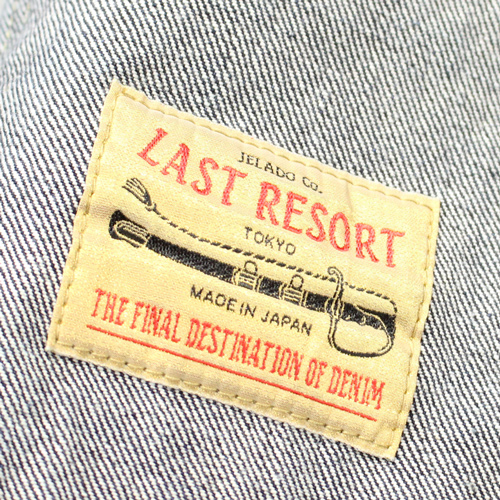 JELADO Co.
LAST RESORT
TOKYO
MADE IN JAPAN
THE FINAL DESTINATION OF DENIM